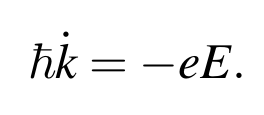 ℏk̇ = −eE.